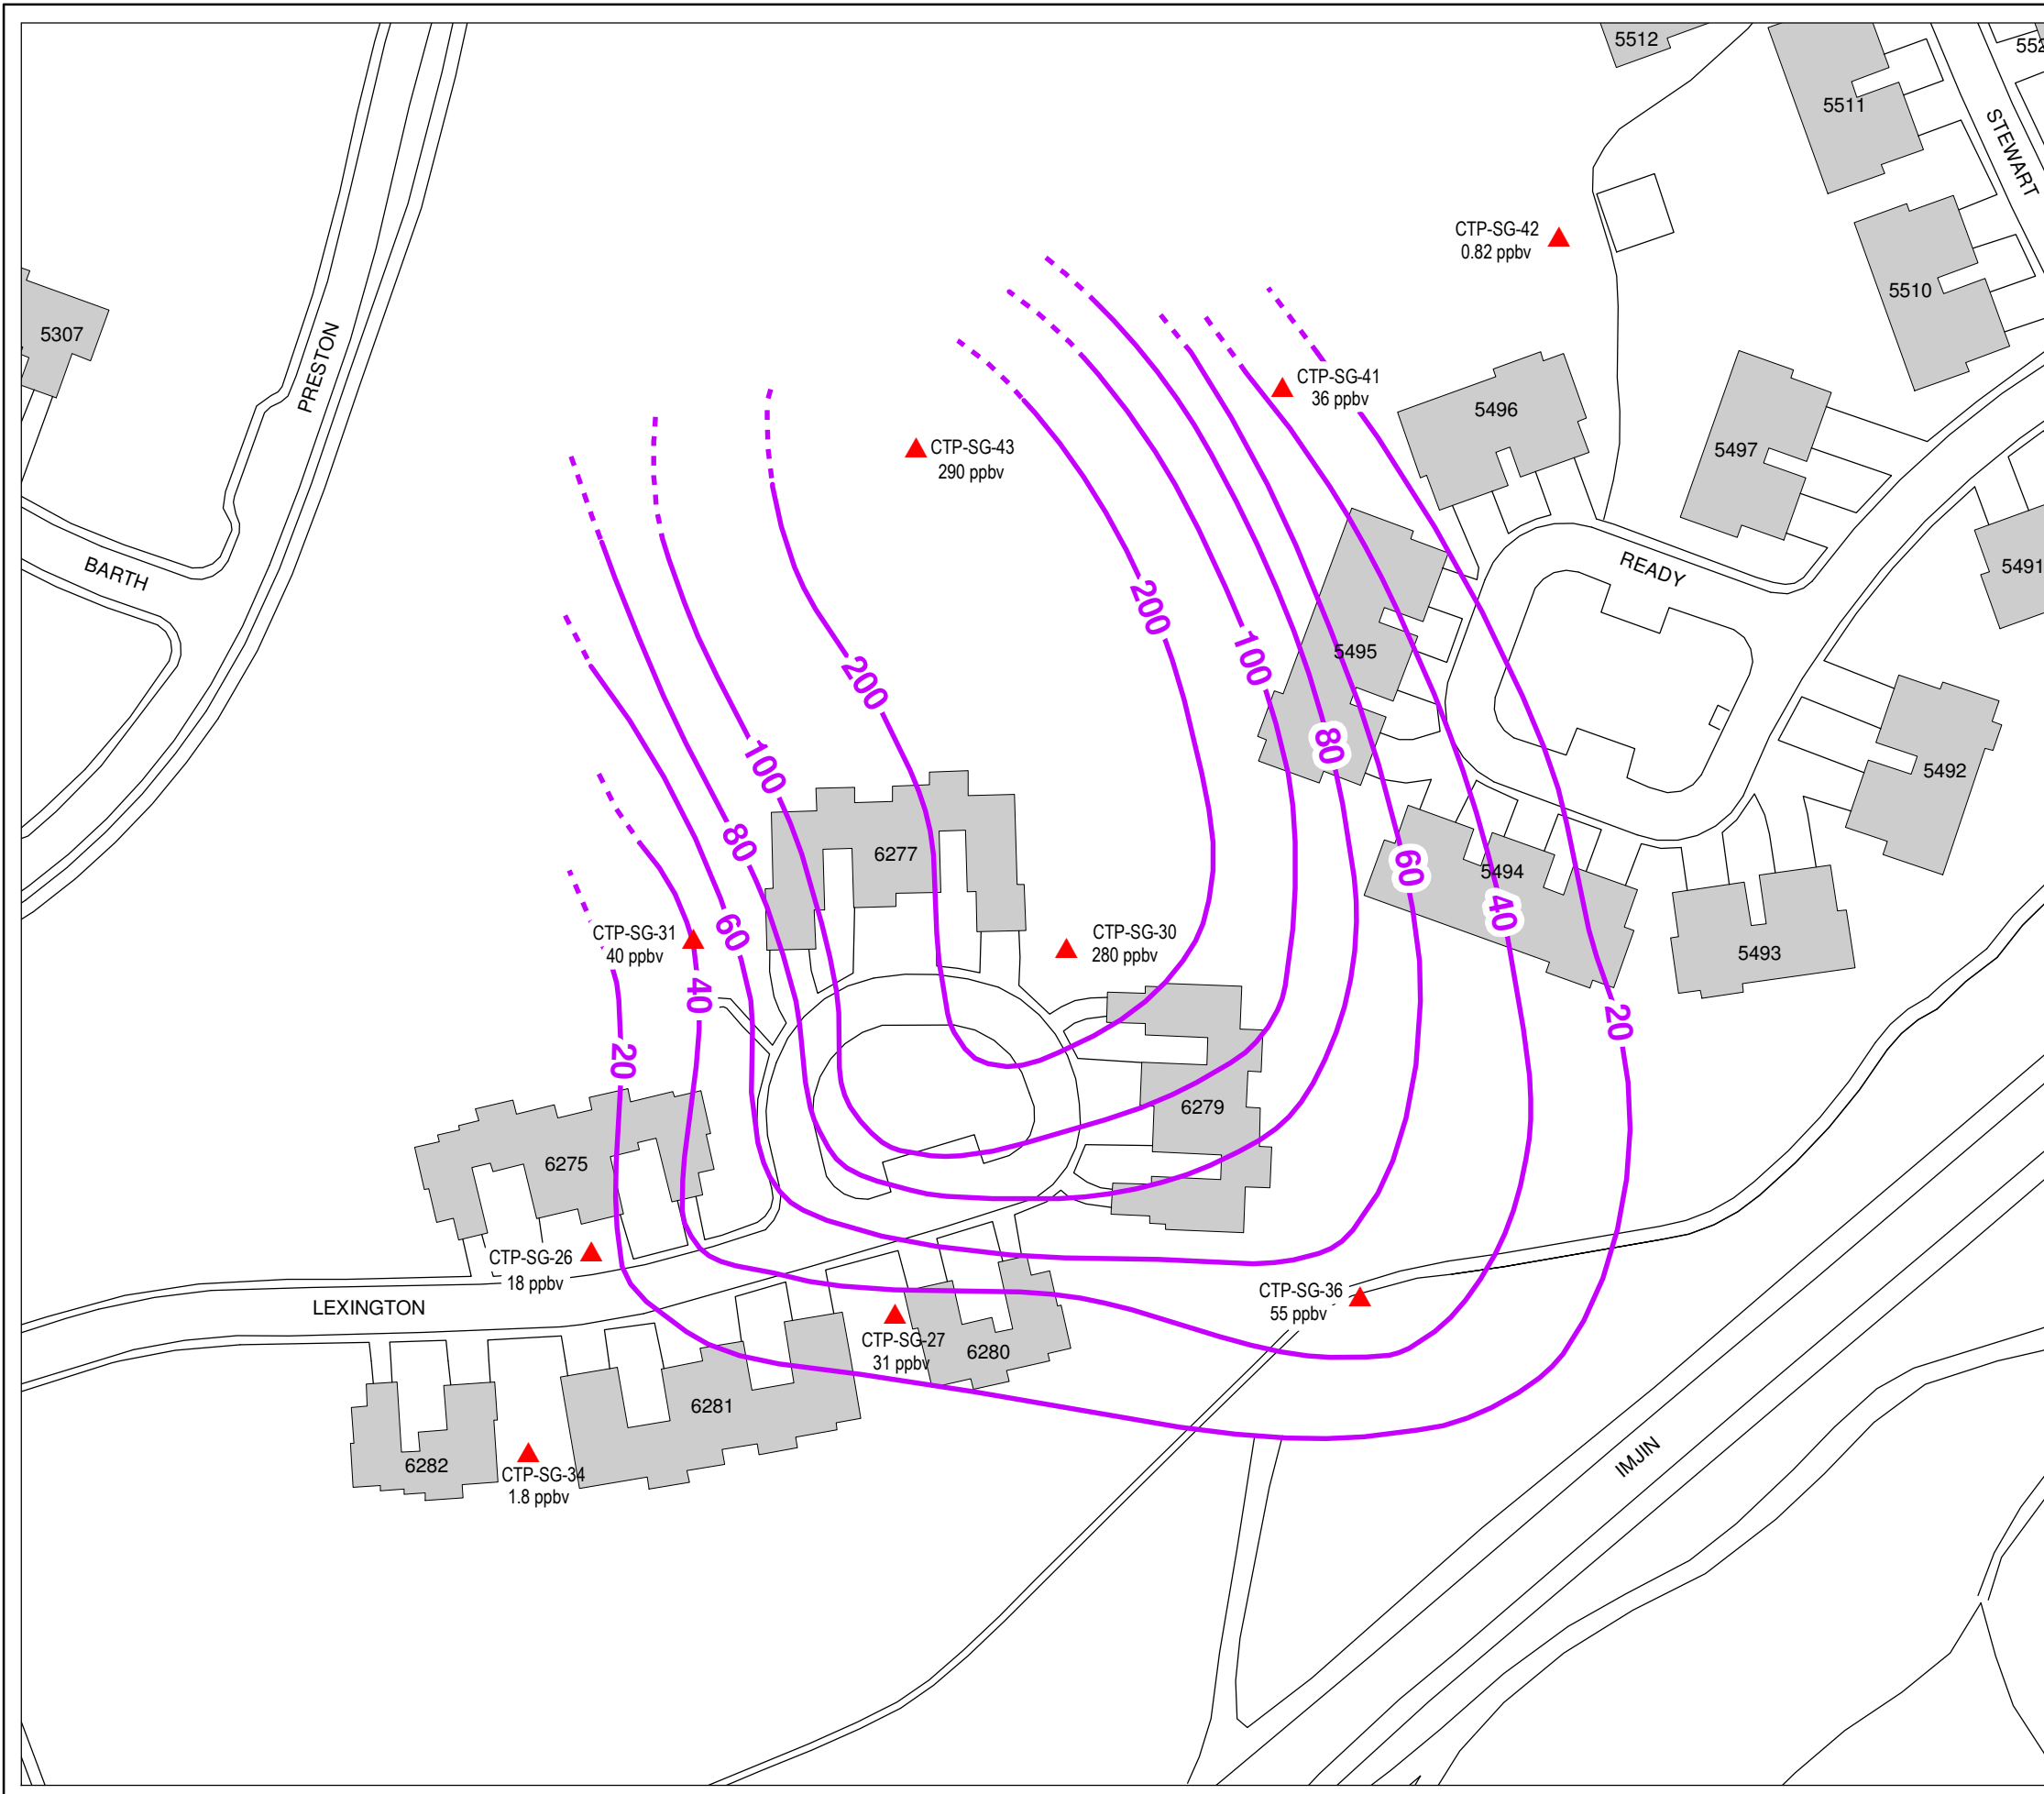 5512
552
5511
STEWART
CTP-SG-42
0.82 ppbv
5510
5307
PRESTON
CTP-SG-41
36 ppbv
5496
CTP-SG-43
290 ppbv
5497
BARTH
READY
5491
200
100
5495
200
80
100
5492
80
6277
60
5494
40
CTP-SG-31
40 ppbv
60
CTP-SG-30
280 ppbv
5493
40
20
20
6279
6275
CTP-SG-26
18 ppbv
LEXINGTON
CTP-SG-36
55 ppbv
CTP-SG-27
31 ppbv
6280
6281
6282
CTP-SG-34
1.8 ppbv
IMJIN